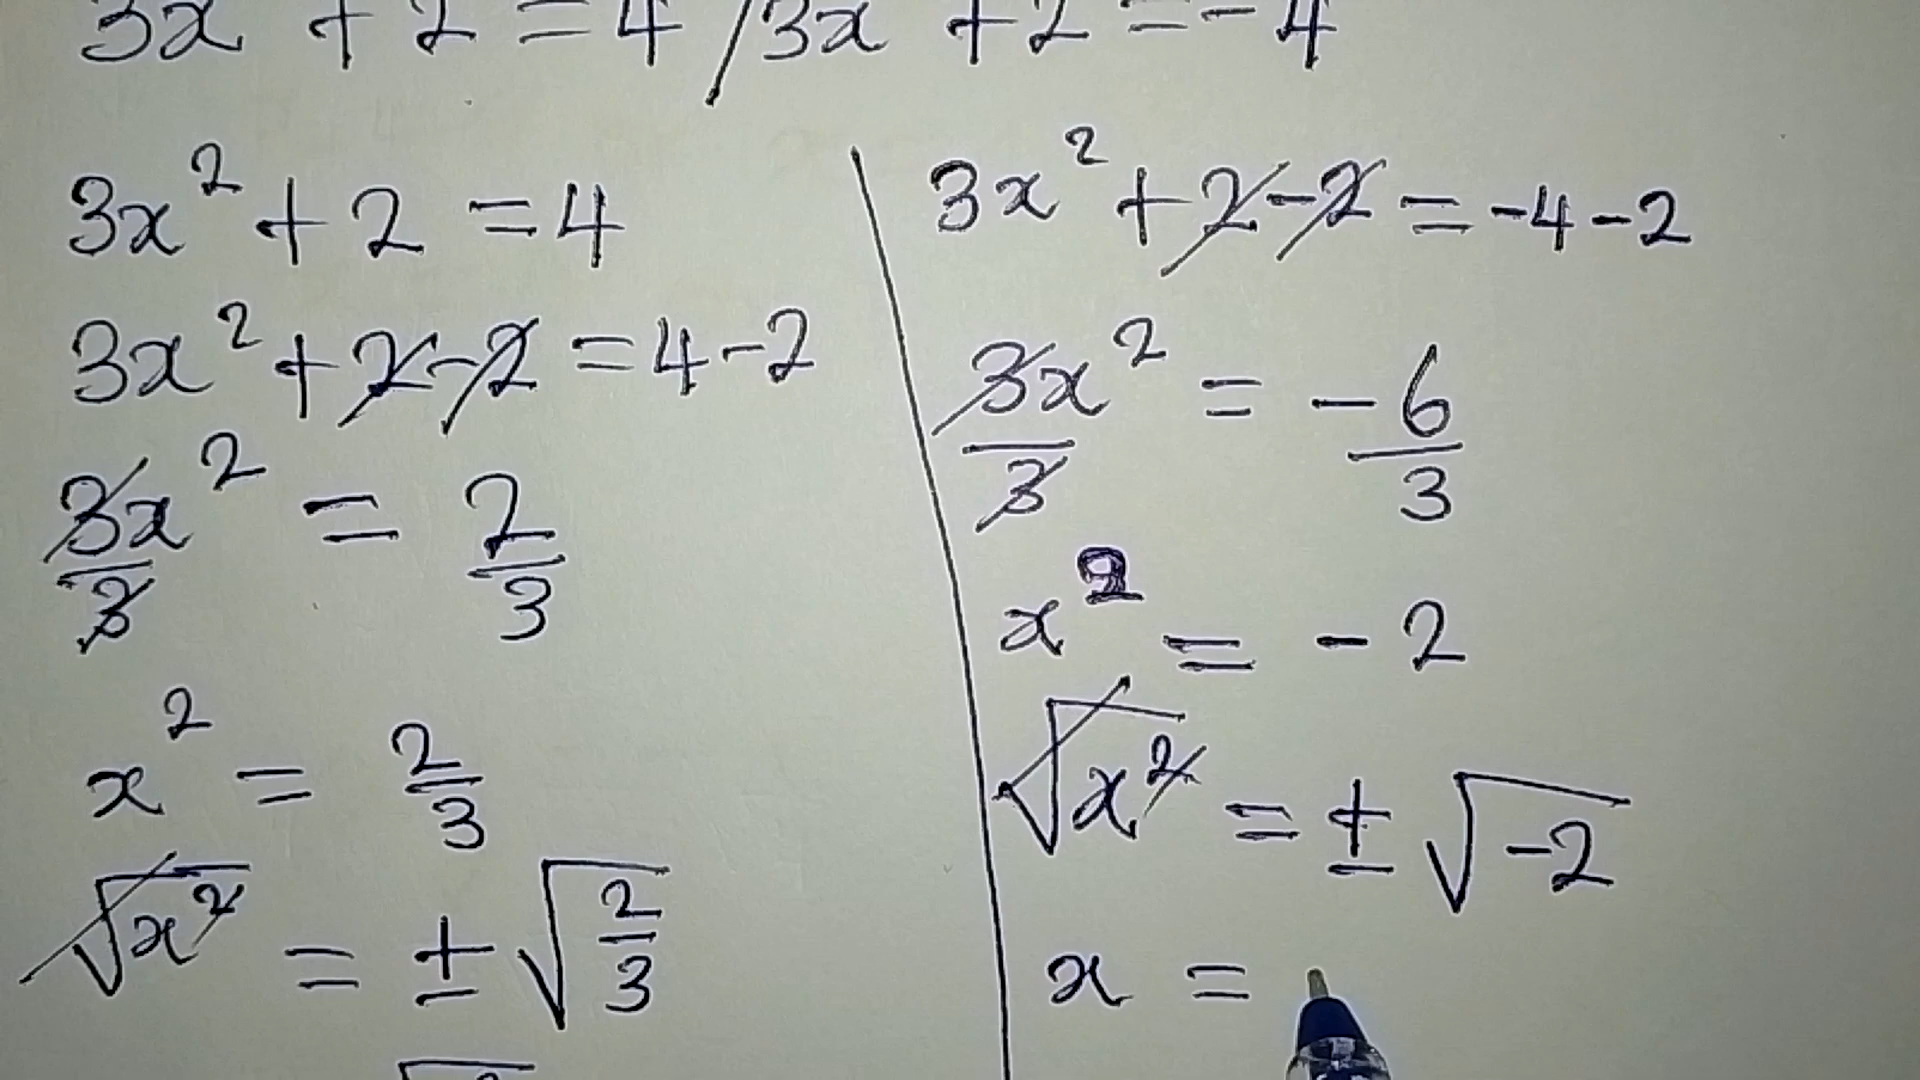 3x + 2 = 4 / 3x + 2 = - 4
3x² + 2 = 4
3x² + 2 - 2 = 4 - 2
3x²/3 = 2/3
x² = 2/3
√x² = ± √(2/3)
3x² + 2 - 2 = -4 - 2
3x²/3 = -6/3
x² = - 2
√x² = ± √-2
x =